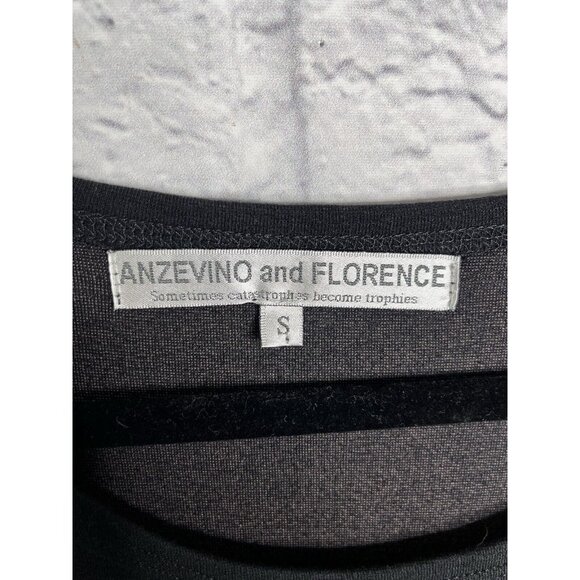 ANZEVINO and FLORENCE
Sometimes catastrophes become trophies
S